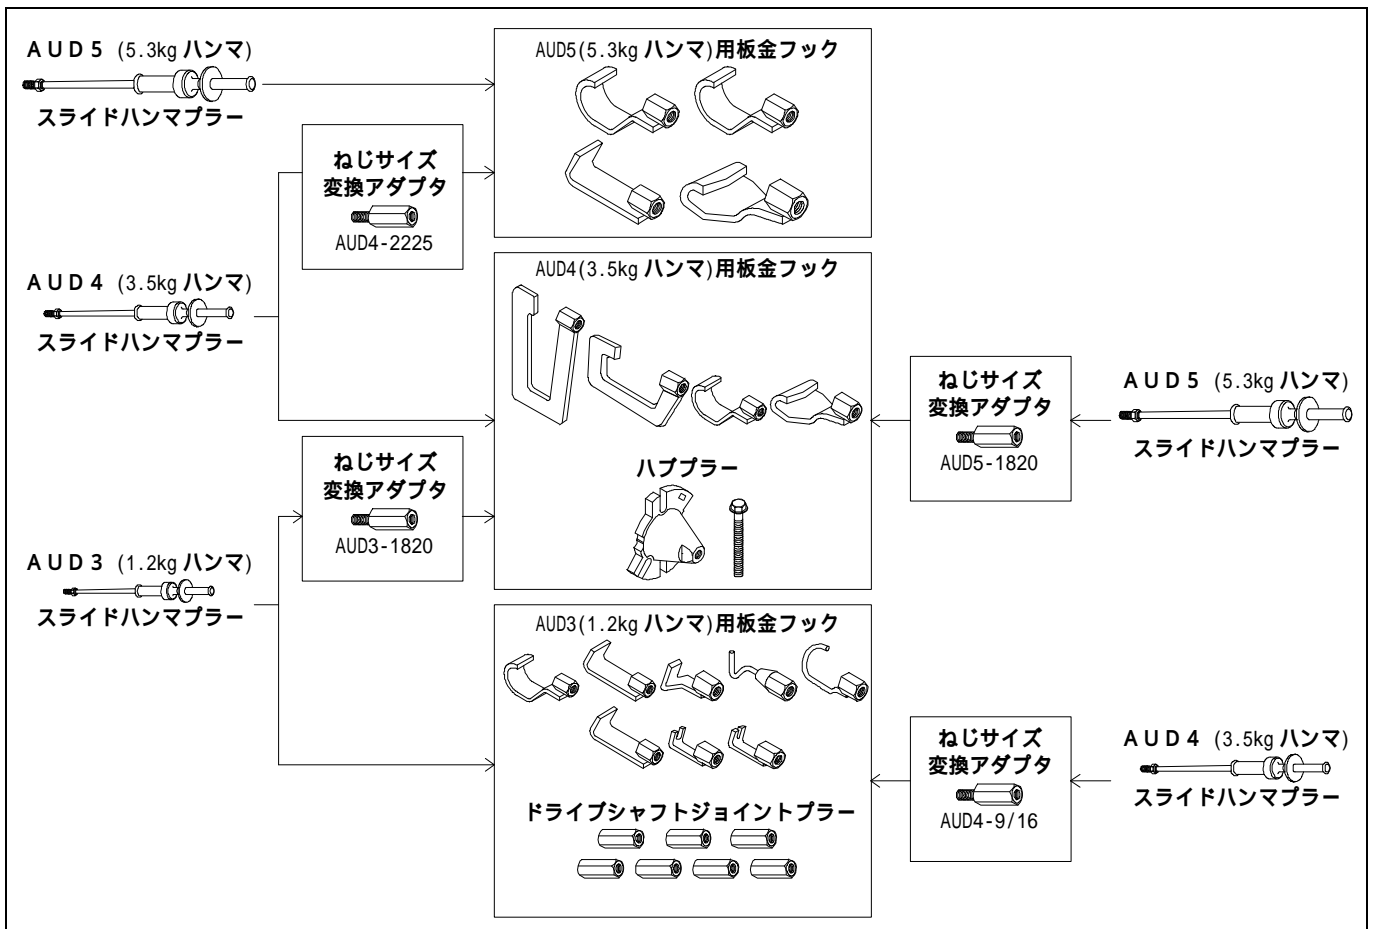 AUD5 (5.3kg ハンマ)
スライドハンマプラー
ねじサイズ
変換アダプタ
AUD4-2225
AUD5(5.3kg ハンマ)用板金フック
AUD4 (3.5kg ハンマ)
スライドハンマプラー
AUD4(3.5kg ハンマ)用板金フック
ハブプラー
ねじサイズ
変換アダプタ
AUD5-1820
AUD5 (5.3kg ハンマ)
スライドハンマプラー
ねじサイズ
変換アダプタ
AUD3-1820
AUD3 (1.2kg ハンマ)
スライドハンマプラー
AUD3(1.2kg ハンマ)用板金フック
ドライブシャフトジョイントプラー
ねじサイズ
変換アダプタ
AUD4-9/16
AUD4 (3.5kg ハンマ)
スライドハンマプラー